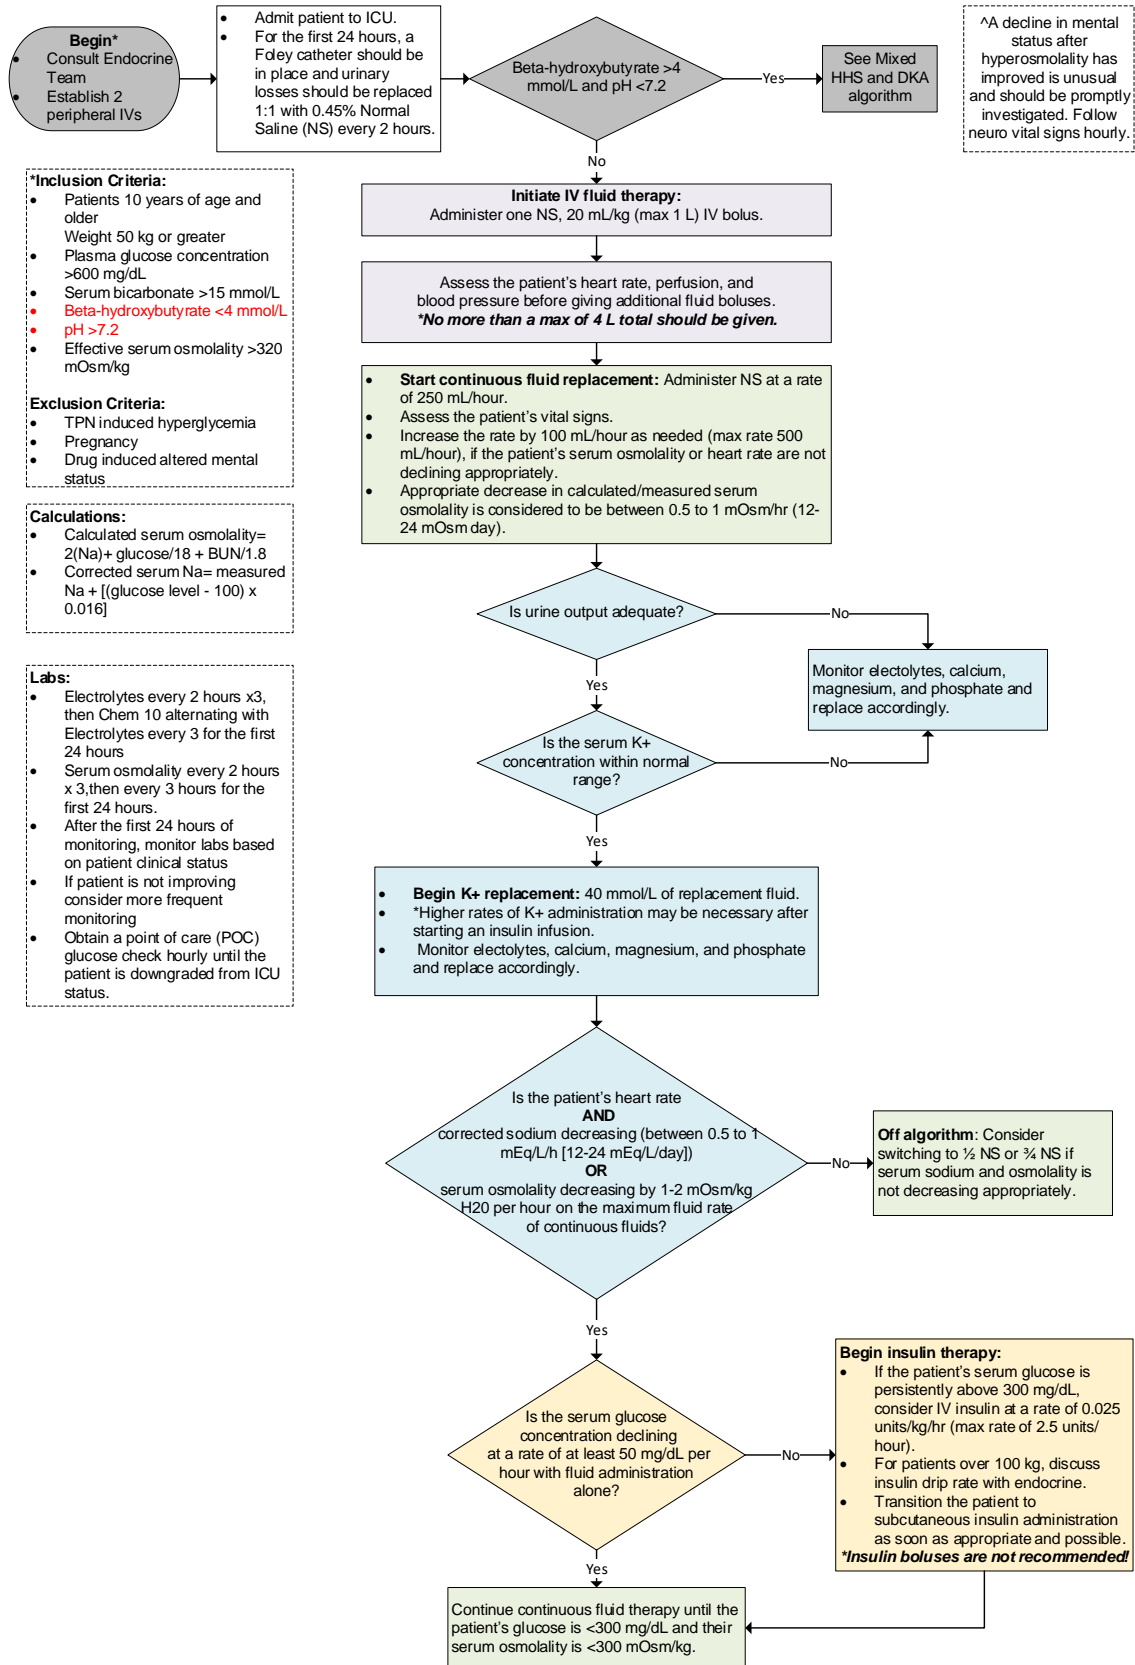 Begin*
• Consult Endocrine
Team
• Establish 2
peripheral IVs
• Admit patient to ICU.
• For the first 24 hours, a
Foley catheter should be
in place and urinary
losses should be replaced
1:1 with 0.45% Normal
Saline (NS) every 2 hours.
Beta-hydroxybutyrate >4
mmol/L and pH <7.2
Yes
See Mixed
HHS and DKA
algorithm
^A decline in mental
status after
hyperosmolality has
improved is unusual
and should be promptly
investigated. Follow
neuro vital signs hourly.
No
*Inclusion Criteria:
• Patients 10 years of age and
older
Weight 50 kg or greater
• Plasma glucose concentration
>600 mg/dL
• Serum bicarbonate >15 mmol/L
• Beta-hydroxybutyrate <4 mmol/L
• pH >7.2
• Effective serum osmolality >320
mOsm/kg
Exclusion Criteria:
• TPN induced hyperglycemia
• Pregnancy
• Drug induced altered mental
status
Calculations:
• Calculated serum osmolality=
2(Na)+ glucose/18 + BUN/1.8
• Corrected serum Na= measured
Na + [(glucose level - 100) x
0.016]
Labs:
• Electrolytes every 2 hours x3,
then Chem 10 alternating with
Electrolytes every 3 for the first
24 hours
• Serum osmolality every 2 hours
x 3,then every 3 hours for the
first 24 hours.
• After the first 24 hours of
monitoring, monitor labs based
on patient clinical status
• If patient is not improving
consider more frequent
monitoring
• Obtain a point of care (POC)
glucose check hourly until the
patient is downgraded from ICU
status.
Initiate IV fluid therapy:
Administer one NS, 20 mL/kg (max 1 L) IV bolus.
Assess the patient's heart rate, perfusion, and
blood pressure before giving additional fluid boluses.
*No more than a max of 4 L total should be given.
• Start continuous fluid replacement: Administer NS at a rate
of 250 mL/hour.
• Assess the patient's vital signs.
• Increase the rate by 100 mL/hour as needed (max rate 500
mL/hour), if the patient's serum osmolality or heart rate are not
declining appropriately.
• Appropriate decrease in calculated/measured serum
osmolality is considered to be between 0.5 to 1 mOsm/hr (12-
24 mOsm day).
Is urine output adequate?
No
Monitor electolytes, calcium,
magnesium, and phosphate and
replace accordingly.
Yes
Is the serum K+
concentration within normal
range?
No
Yes
• Begin K+ replacement: 40 mmol/L of replacement fluid.
• *Higher rates of K+ administration may be necessary after
starting an insulin infusion.
• Monitor electolytes, calcium, magnesium, and phosphate
and replace accordingly.
Is the patient's heart rate
AND
corrected sodium decreasing (between 0.5 to 1
mEq/L/h [12-24 mEq/L/day])
OR
serum osmolality decreasing by 1-2 mOsm/kg
H20 per hour on the maximum fluid rate
of continuous fluids?
No
Off algorithm: Consider
switching to ½ NS or ¾ NS if
serum sodium and osmolality is
not decreasing appropriately.
Yes
Is the serum glucose
concentration declining
at a rate of at least 50 mg/dL per
hour with fluid administration
alone?
No
Begin insulin therapy:
• If the patient's serum glucose is
persistently above 300 mg/dL,
consider IV insulin at a rate of 0.025
units/kg/hr (max rate of 2.5 units/
hour).
• For patients over 100 kg, discuss
insulin drip rate with endocrine.
• Transition the patient to
subcutaneous insulin administration
as soon as appropriate and possible.
*Insulin boluses are not recommended!
Yes
Continue continuous fluid therapy until the
patient's glucose is <300 mg/dL and their
serum osmolality is <300 mOsm/kg.